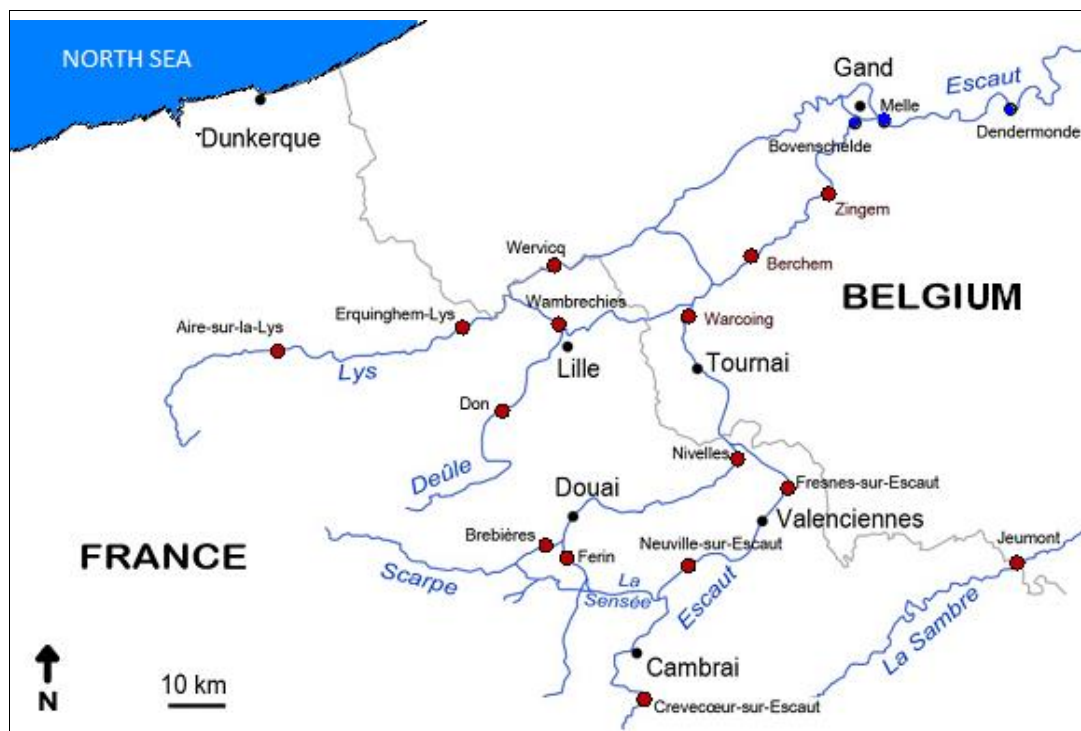 NORTH SEA
Gand
Escaut
Melle
Dunkerque
Bovenschelde
Dendermonde
Zingem
Wervicq
Berchem
BELGIUM
Wambrechies
Erquinghem-Lys
Aire-sur-la-Lys
Warcoing
Lys
Lille
Tournai
Don
Nivelles
Deûle
Fresnes-sur-Escaut
Douai
Valenciennes
Brebières
Neuville-sur-Escaut
Jeumont
FRANCE
Ferin
Scarpe
La
Sensée
Escaut
La Sambre
Cambrai
10 km
N
Crevecœur-sur-Escaut